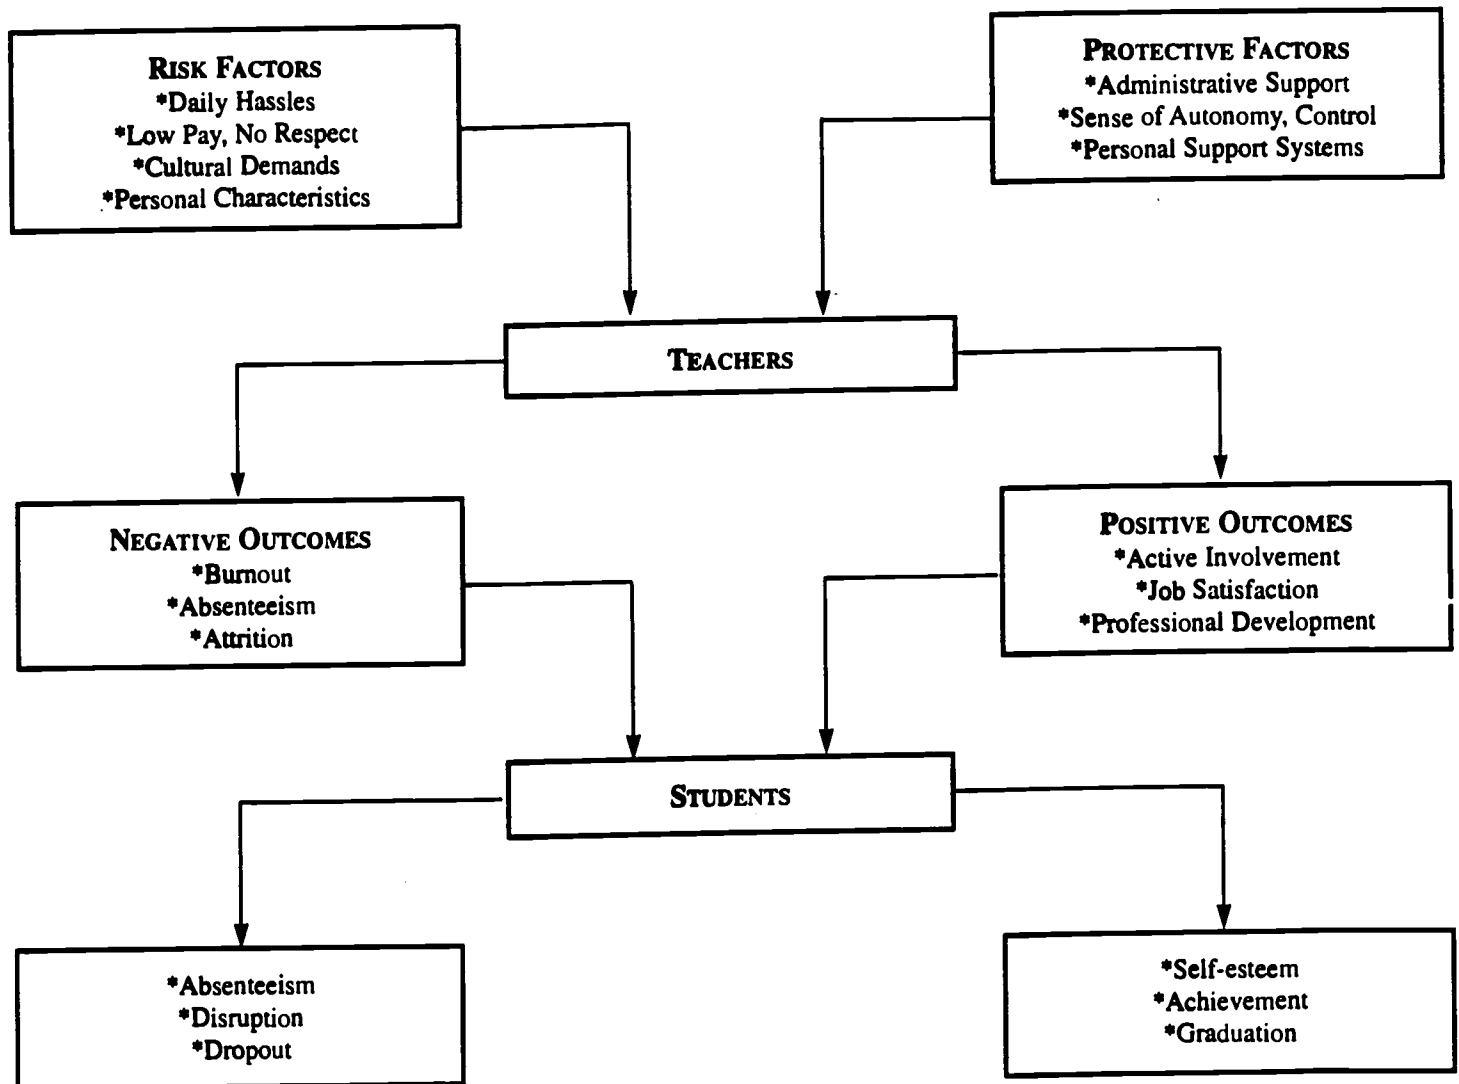 RISK FACTORS
*Daily Hassles
*Low Pay, No Respect
*Cultural Demands
*Personal Characteristics
PROTECTIVE FACTORS
*Administrative Support
*Sense of Autonomy, Control
*Personal Support Systems
TEACHERS
NEGATIVE OUTCOMES
*Burnout
*Absenteeism
*Attrition
POSITIVE OUTCOMES
*Active Involvement
*Job Satisfaction
*Professional Development
STUDENTS
*Absenteeism
*Disruption
*Dropout
*Self-esteem
*Achievement
*Graduation